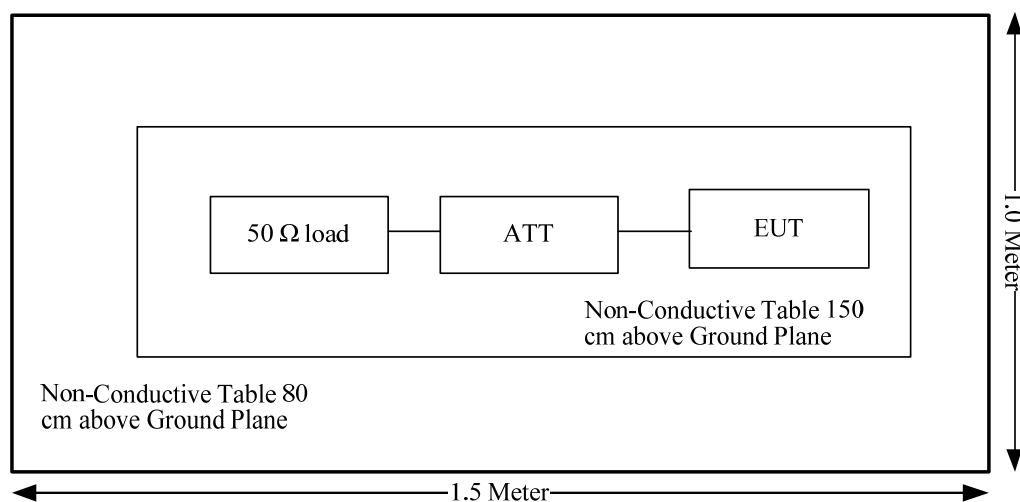 50 Ω load
ATT
EUT
Non-Conductive Table 150
cm above Ground Plane
Non-Conductive Table 80
cm above Ground Plane
1.0 Meter
1.5 Meter